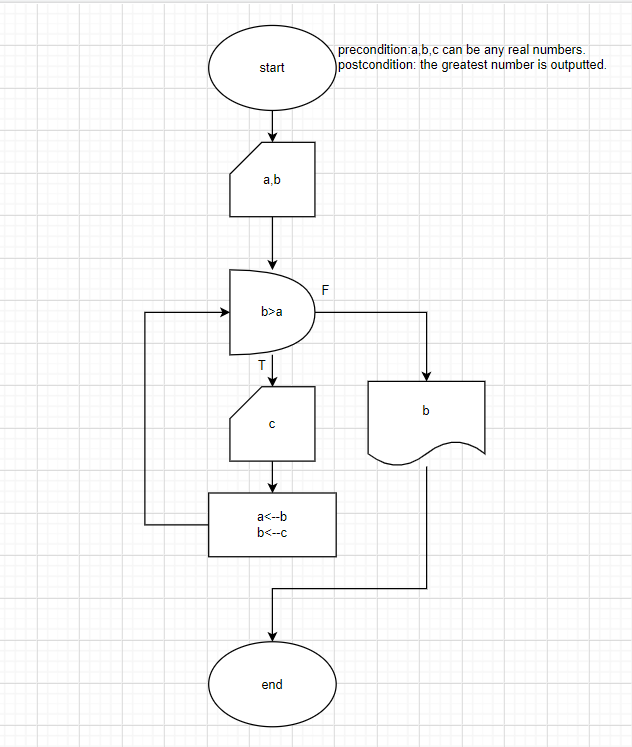 start
precondition:a,b,c can be any real numbers.
postcondition: the greatest number is outputted.
a,b
b>a
F
T
c
b
a<--b
b<--c
end